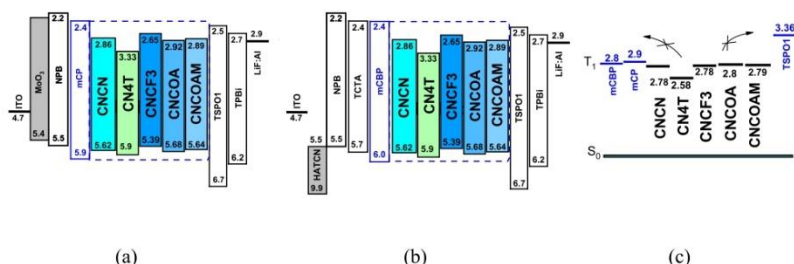 ITO
4.7
MoO3
5.4
2.2
NPB
5.5
2.4
mCP
5.9
2.86
CNCN
5.62
3.33
CN4T
5.9
2.65
CNCF3
5.39
2.92
CNCOA
5.68
2.89
CNCOAM
5.64
2.5
TSPO1
6.7
2.7
TPBi
6.2
2.9
LiF:Al
(a)
ITO
4.7
5.5
HATCN
9.9
2.2
NPB
5.5
2.4
TCTA
5.7
2.4
mCBP
6.0
2.86
CNCN
5.62
3.33
CN4T
5.9
2.65
CNCF3
5.39
2.92
CNCOA
5.68
2.89
CNCOAM
5.64
2.5
TSPO1
6.7
2.7
TPBi
6.2
2.9
LiF:Al
(b)
T1
2.8
mCBP
2.9
mCP
2.78
CNCN
2.58
CN4T
2.78
CNCF3
2.8
CNCOA
2.79
CNCOAM
3.36
TSPO1
S0
(c)